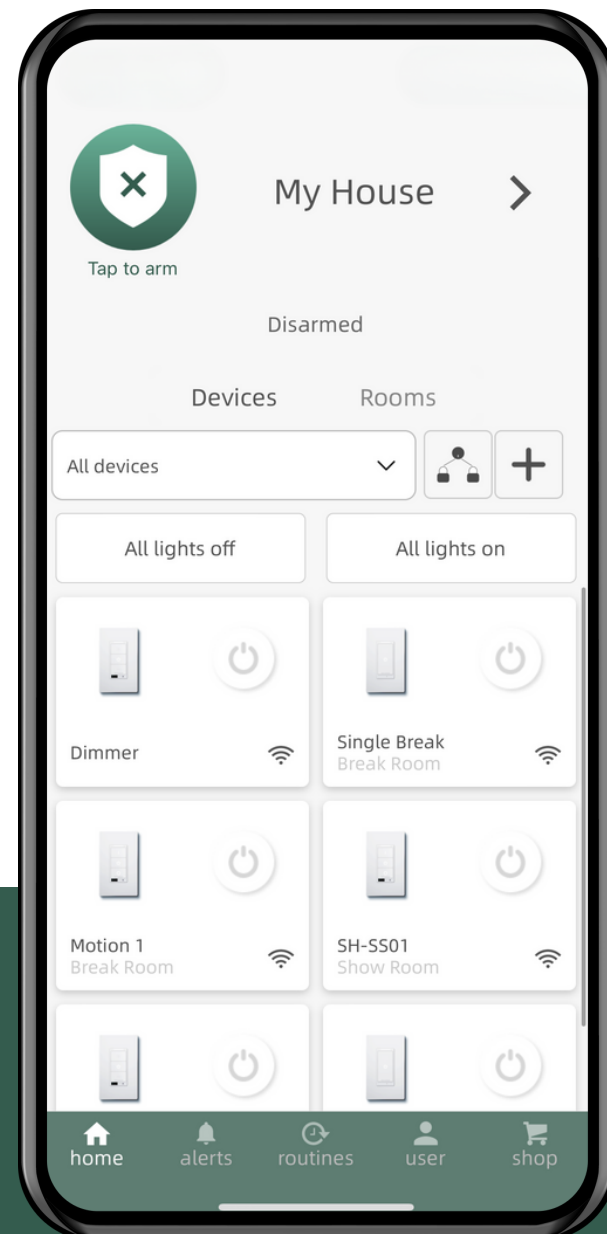 My House
Tap to arm
Disarmed
Devices Rooms
All devices
All lights off All lights on
Dimmer
Single Break
Break Room
Motion 1
Break Room
SH-SS01
Show Room
home alerts routines user shop